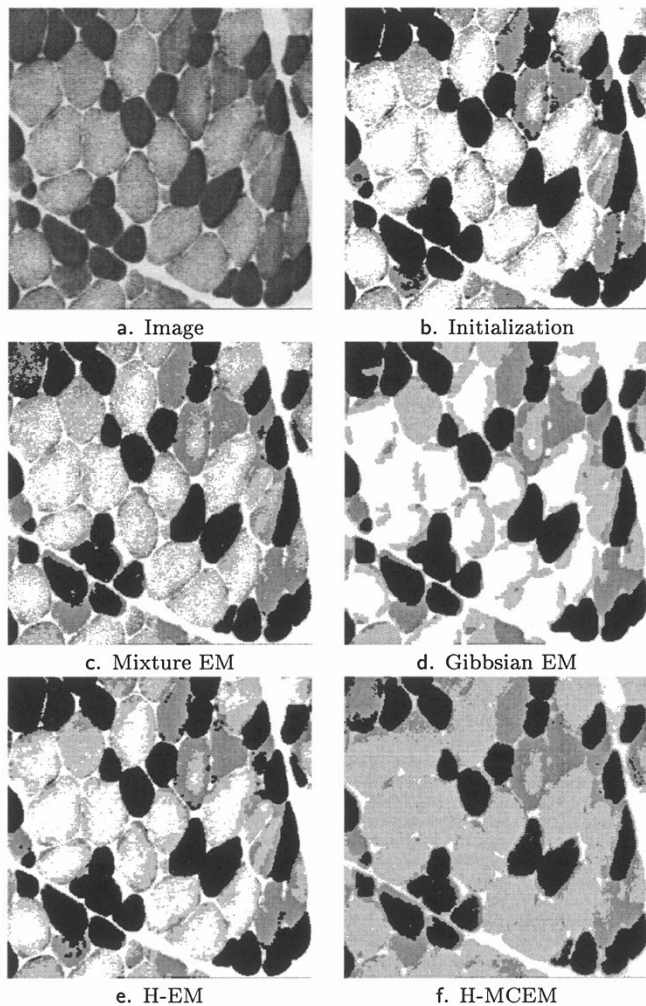 a. Image
b. Initialization
c. Mixture EM
d. Gibbsian EM
e. H-EM
f. H-MCEM